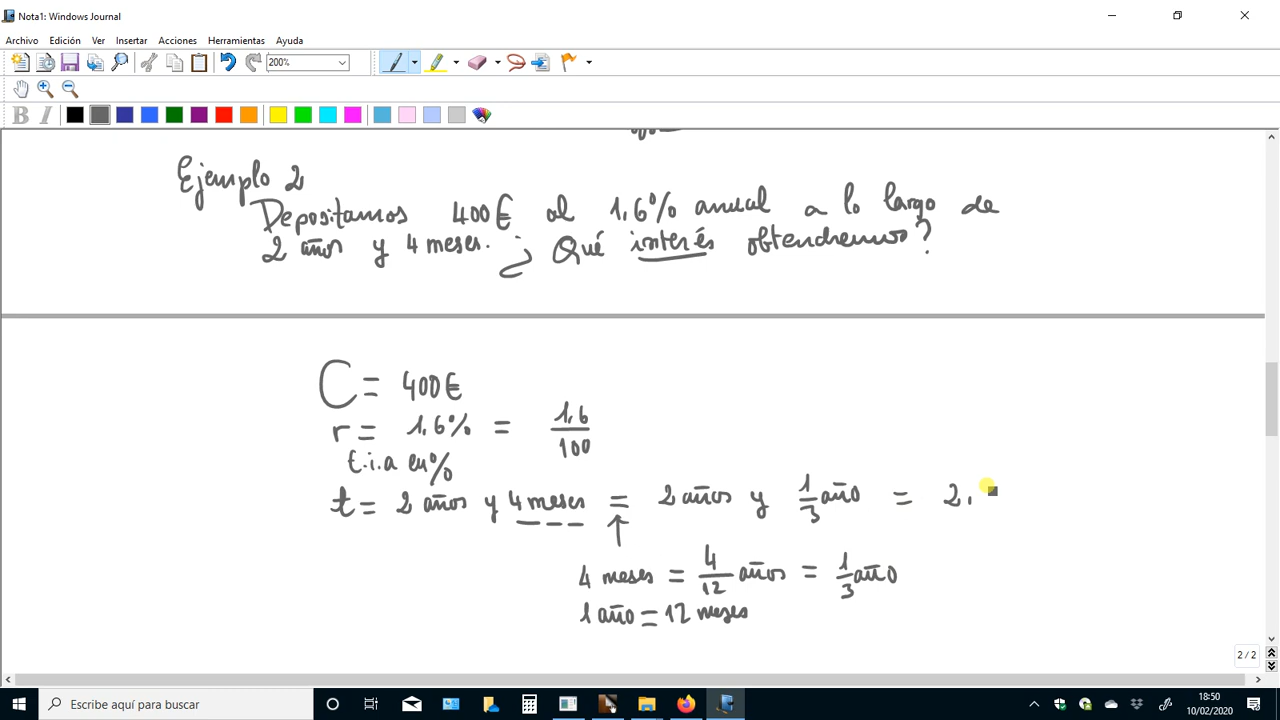 Nota1: Windows Journal
Archivo Edición Ver Insertar Acciones Herramientas Ayuda
200%
B I
Ejemplo 2
Depositamos 400€ al 1,6% anual a lo largo de
2 años y 4 meses. ¿Qué interés obtendremos?
C = 400€
r = 1,6% = 1,6/100
t.i.a en%
t = 2 años y 4 meses = 2 años y 1/3 año = 2,
4 meses = 4/12 años = 1/3 año
1 año = 12 meses
2 / 2
Escribe aquí para buscar
18:50
10/02/2020